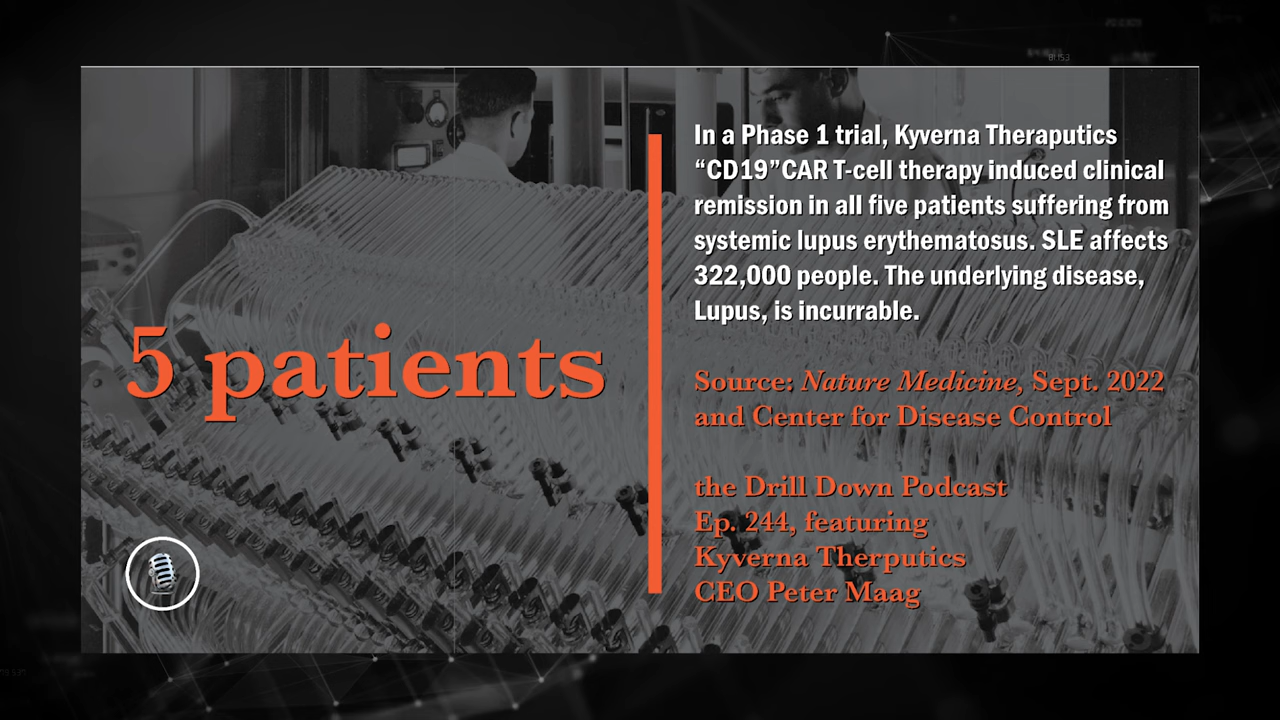 5 patients
In a Phase 1 trial, Kyverna Theraputics
“CD19”CAR T-cell therapy induced clinical
remission in all five patients suffering from
systemic lupus erythematosus. SLE affects
322,000 people. The underlying disease,
Lupus, is incurrable.
Source: Nature Medicine, Sept. 2022
and Center for Disease Control
the Drill Down Podcast
Ep. 244, featuring
Kyverna Therputics
CEO Peter Maag